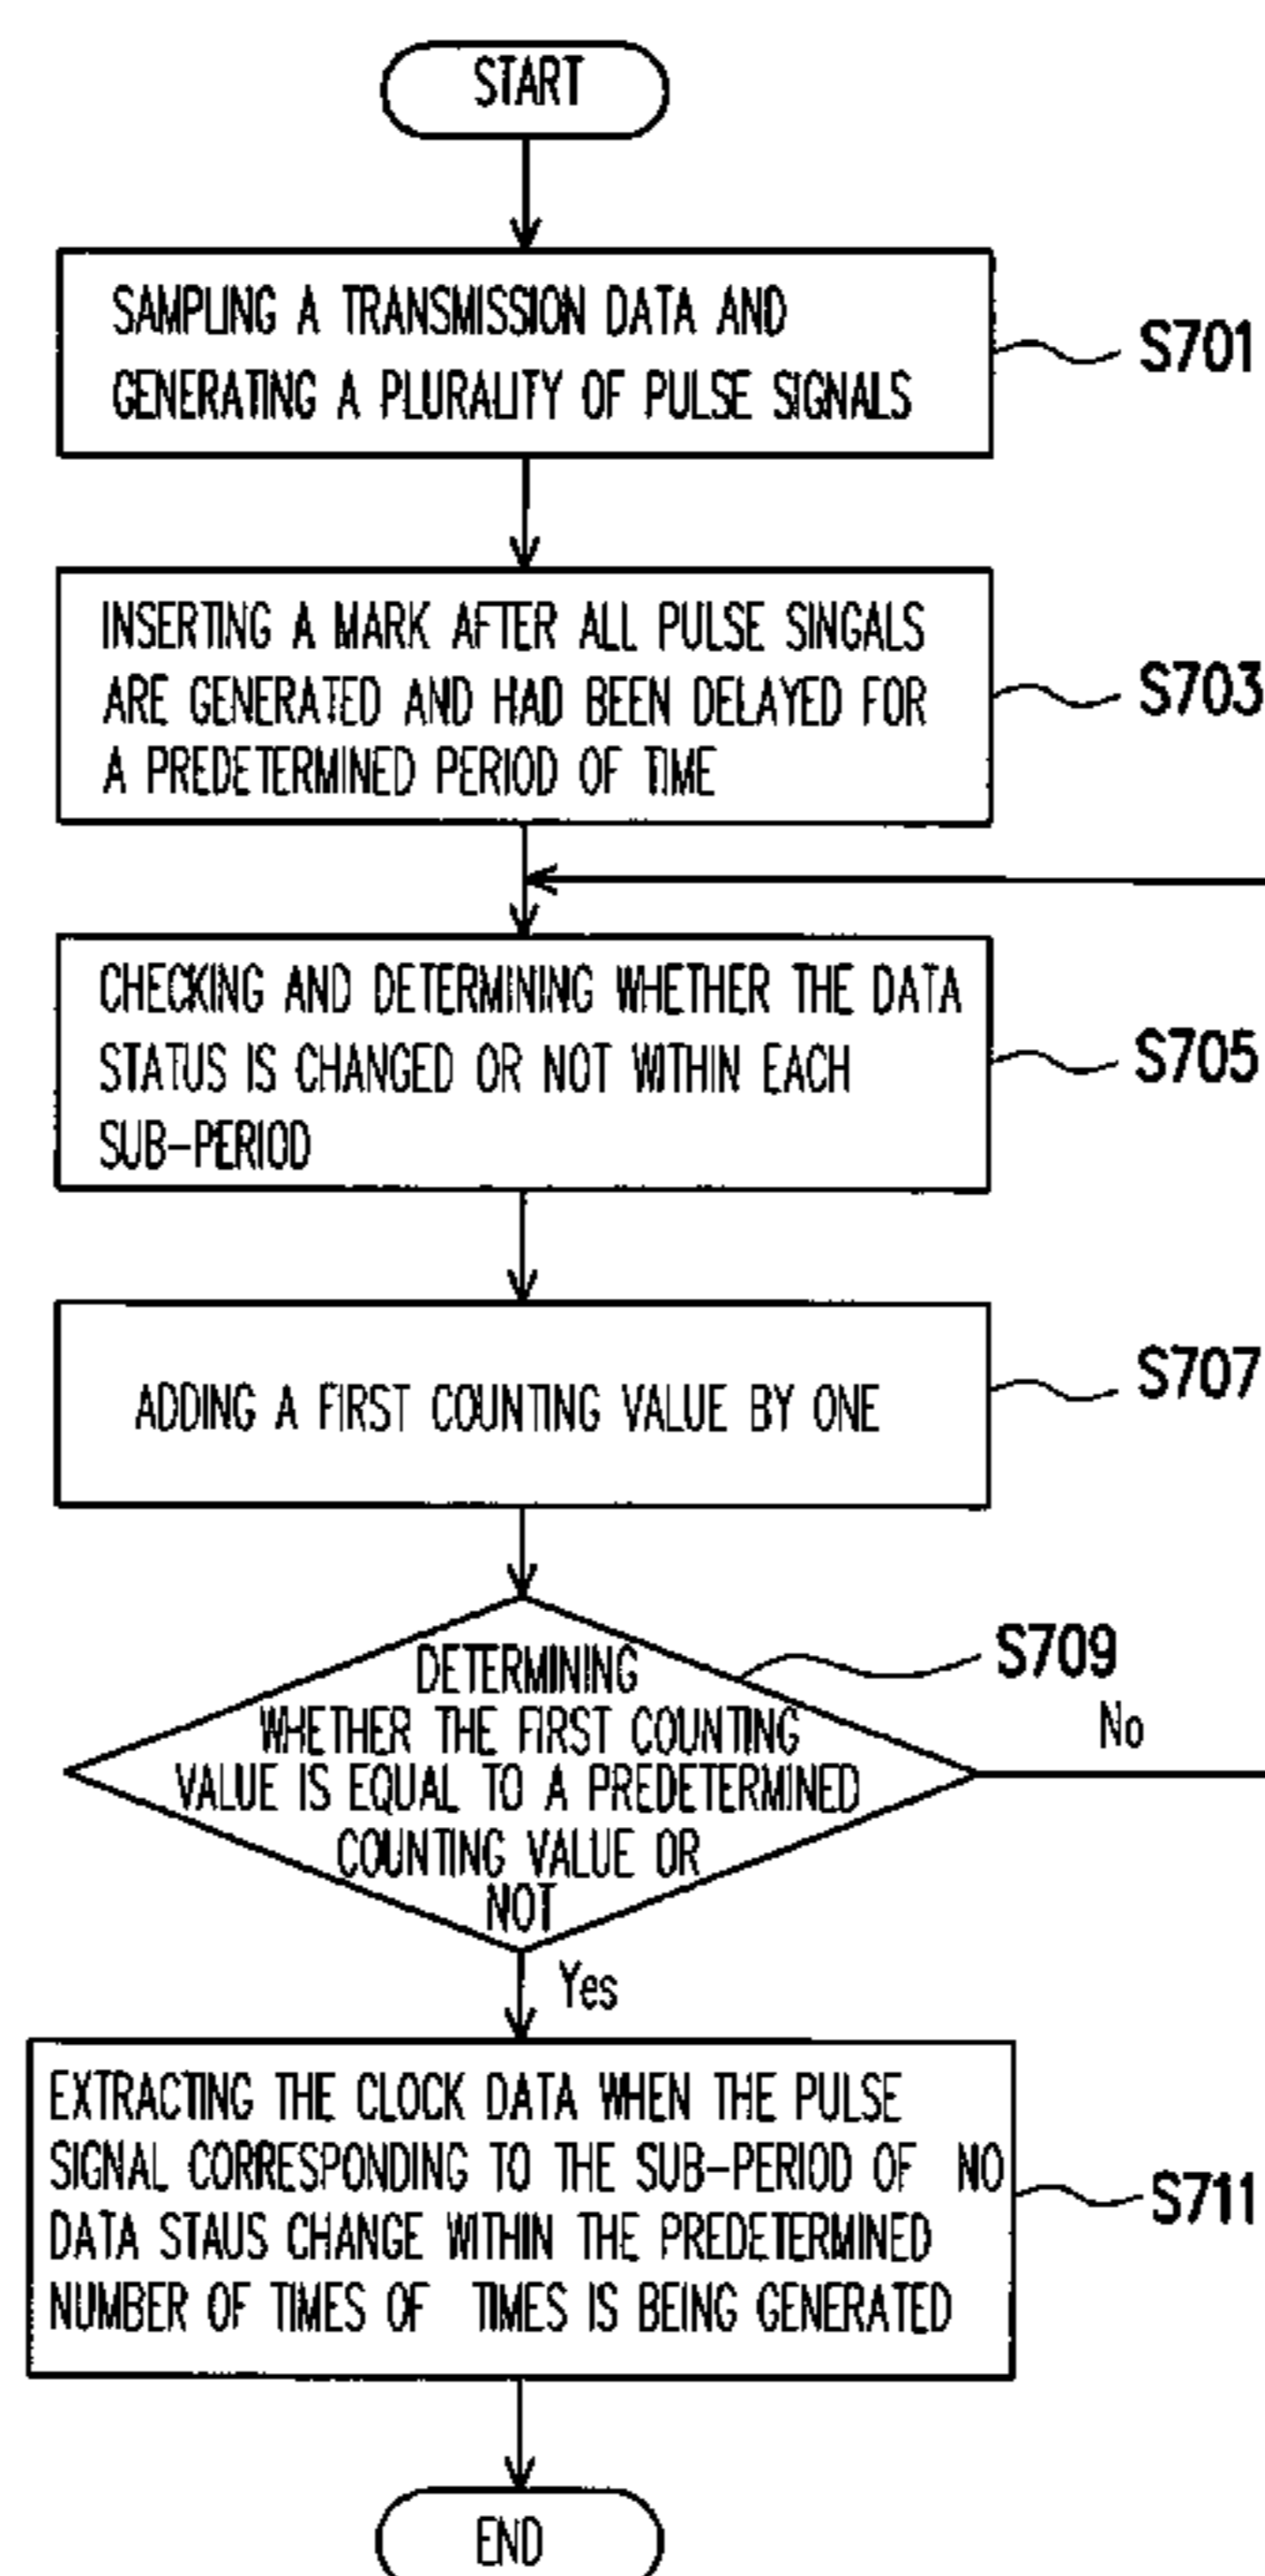 START
SAMPLING A TRANSMISSION DATA AND
GENERATING A PLURALITY OF PULSE SIGNALS
S701
INSERTING A MARK AFTER ALL PULSE SINGALS
ARE GENERATED AND HAD BEEN DELAYED FOR
A PREDETERMINED PERIOD OF TIME
S703
CHECKING AND DETERMINING WHETHER THE DATA
STATUS IS CHANGED OR NOT WITHIN EACH
SUB-PERIOD
S705
ADDING A FIRST COUNTING VALUE BY ONE
S707
DETERMINING
WHETHER THE FIRST COUNTING
VALUE IS EQUAL TO A PREDETERMINED
COUNTING VALUE OR
NOT
S709
No
Yes
EXTRACTING THE CLOCK DATA WHEN THE PULSE
SIGNAL CORRESPONDING TO THE SUB-PERIOD OF NO
DATA STAUS CHANGE WITHIN THE PREDETERMINED
NUMBER OF TIMES OF TIMES IS BEING GENERATED
S711
END